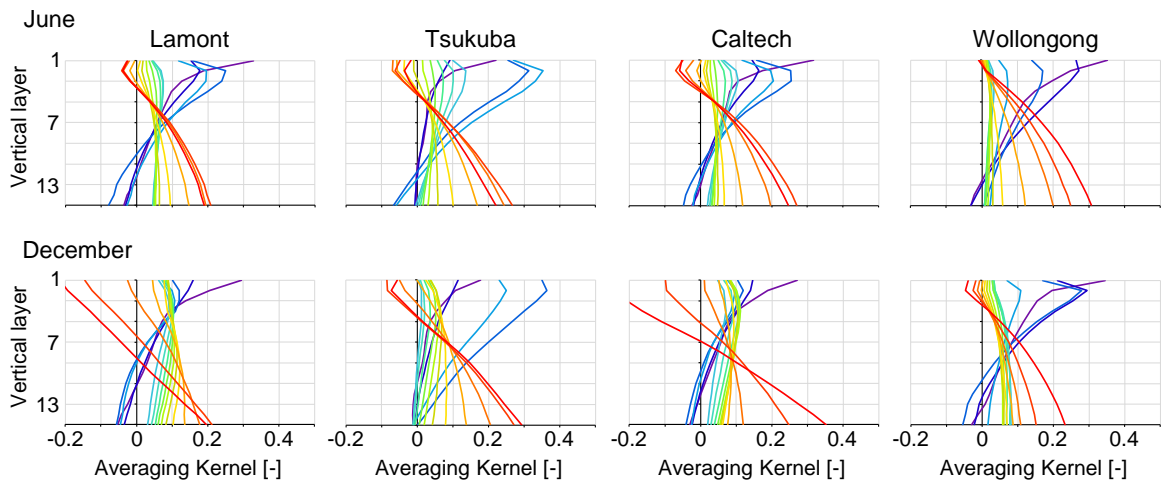 June
Lamont Tsukuba Caltech Wollongong
Vertical layer
1
7
13
December
Vertical layer
1
7
13
-0.2 0 0.2 0.4 -0.2 0 0.2 0.4 -0.2 0 0.2 0.4 -0.2 0 0.2 0.4
Averaging Kernel [-] Averaging Kernel [-] Averaging Kernel [-] Averaging Kernel [-]